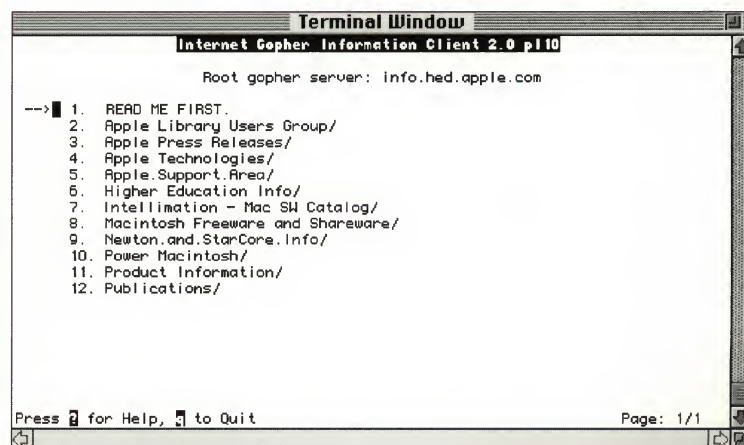 Terminal Window
Internet Gopher Information Client 2.0 pl10
Root gopher server: info.hed.apple.com
--> 1. READ ME FIRST.
2. Apple Library Users Group/
3. Apple Press Releases/
4. Apple Technologies/
5. Apple.Support.Area/
6. Higher Education Info/
7. Intellimation - Mac SW Catalog/
8. Macintosh Freeware and Shareware/
9. Newton.and.StarCore.Info/
10. Power Macintosh/
11. Product Information/
12. Publications/
Press ? for Help, q to Quit Page: 1/1